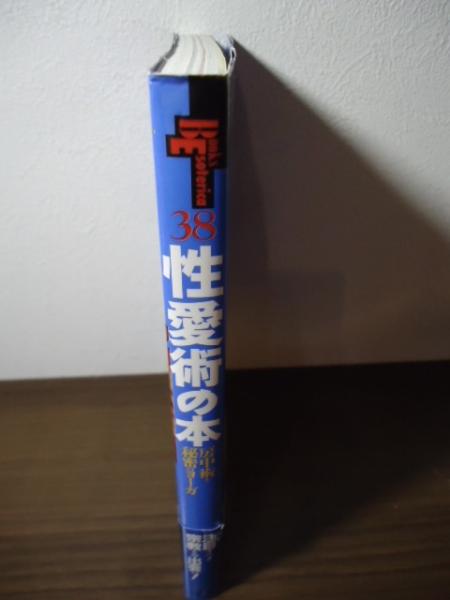 Books
Esoterica
38
性愛術の本
房中術と
秘密のヨーガ